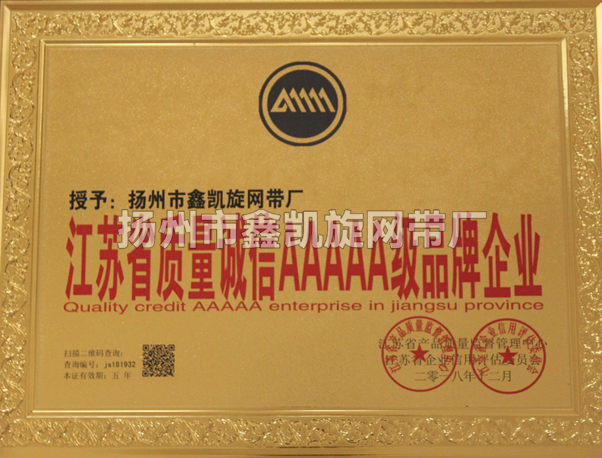 授予：扬州市鑫凯旋网带厂
扬州市鑫凯旋网带厂
江苏省质量诚信AAAAA级品牌企业
Quality credit AAAAA enterprise in jiangsu province
扫描二维码查询：
查询编号：js181932
本证有效期：五 年
江苏省产品质量监督管理中心
江苏省企业信用评估委员会
二零一八年十二月